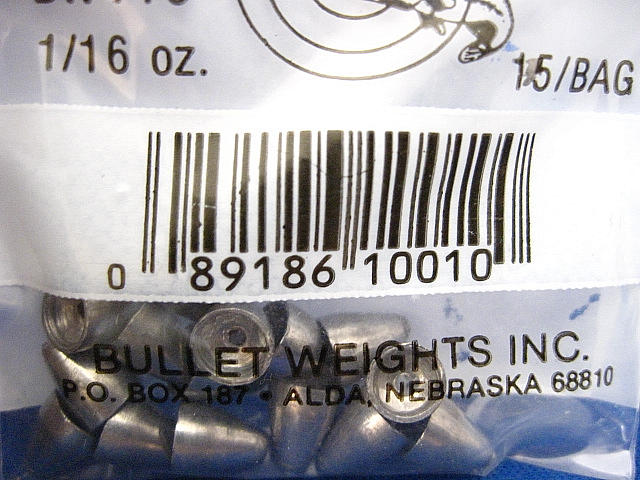 1/16 oz.
15/BAG
0 89186 10010
BULLET WEIGHTS INC.
P.O. BOX 187 • ALDA, NEBRASKA 68810